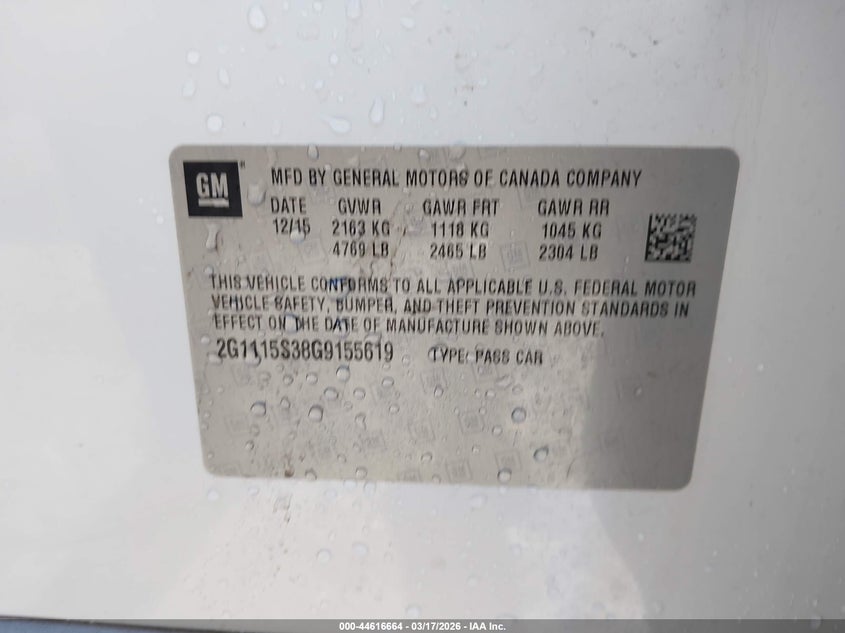 GM
MFD BY GENERAL MOTORS OF CANADA COMPANY
DATE GVWR GAWR FRT GAWR RR
12/15 2163 KG 1118 KG 1045 KG
4769 LB 2465 LB 2304 LB
THIS VEHICLE CONFORMS TO ALL APPLICABLE U.S. FEDERAL MOTOR
VEHICLE SAFETY, BUMPER, AND THEFT PREVENTION STANDARDS IN
EFFECT ON THE DATE OF MANUFACTURE SHOWN ABOVE.
2G1115S38G9155619 TYPE: PASS CAR
000-44616664 - 03/17/2026 - IAA Inc.